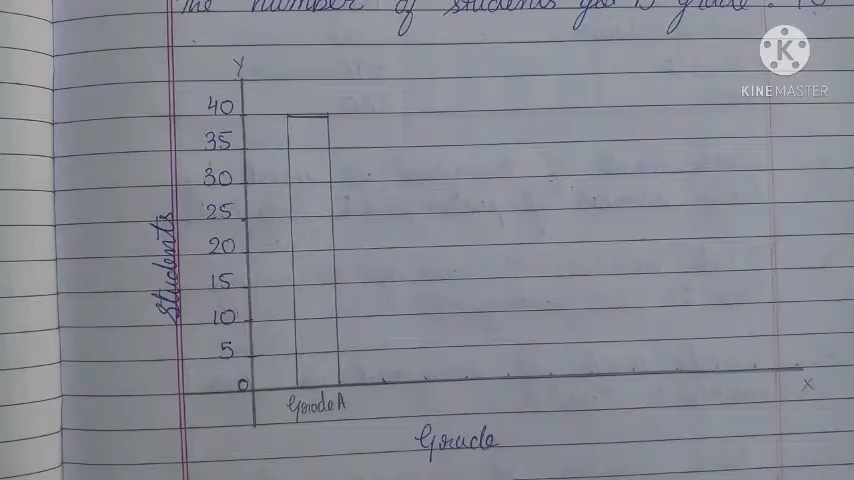 The number of students get D grade : 10
Y
K
KINEMASTER
40
35
30
25
20
15
10
5
0
Students
X
Grade A
Grade